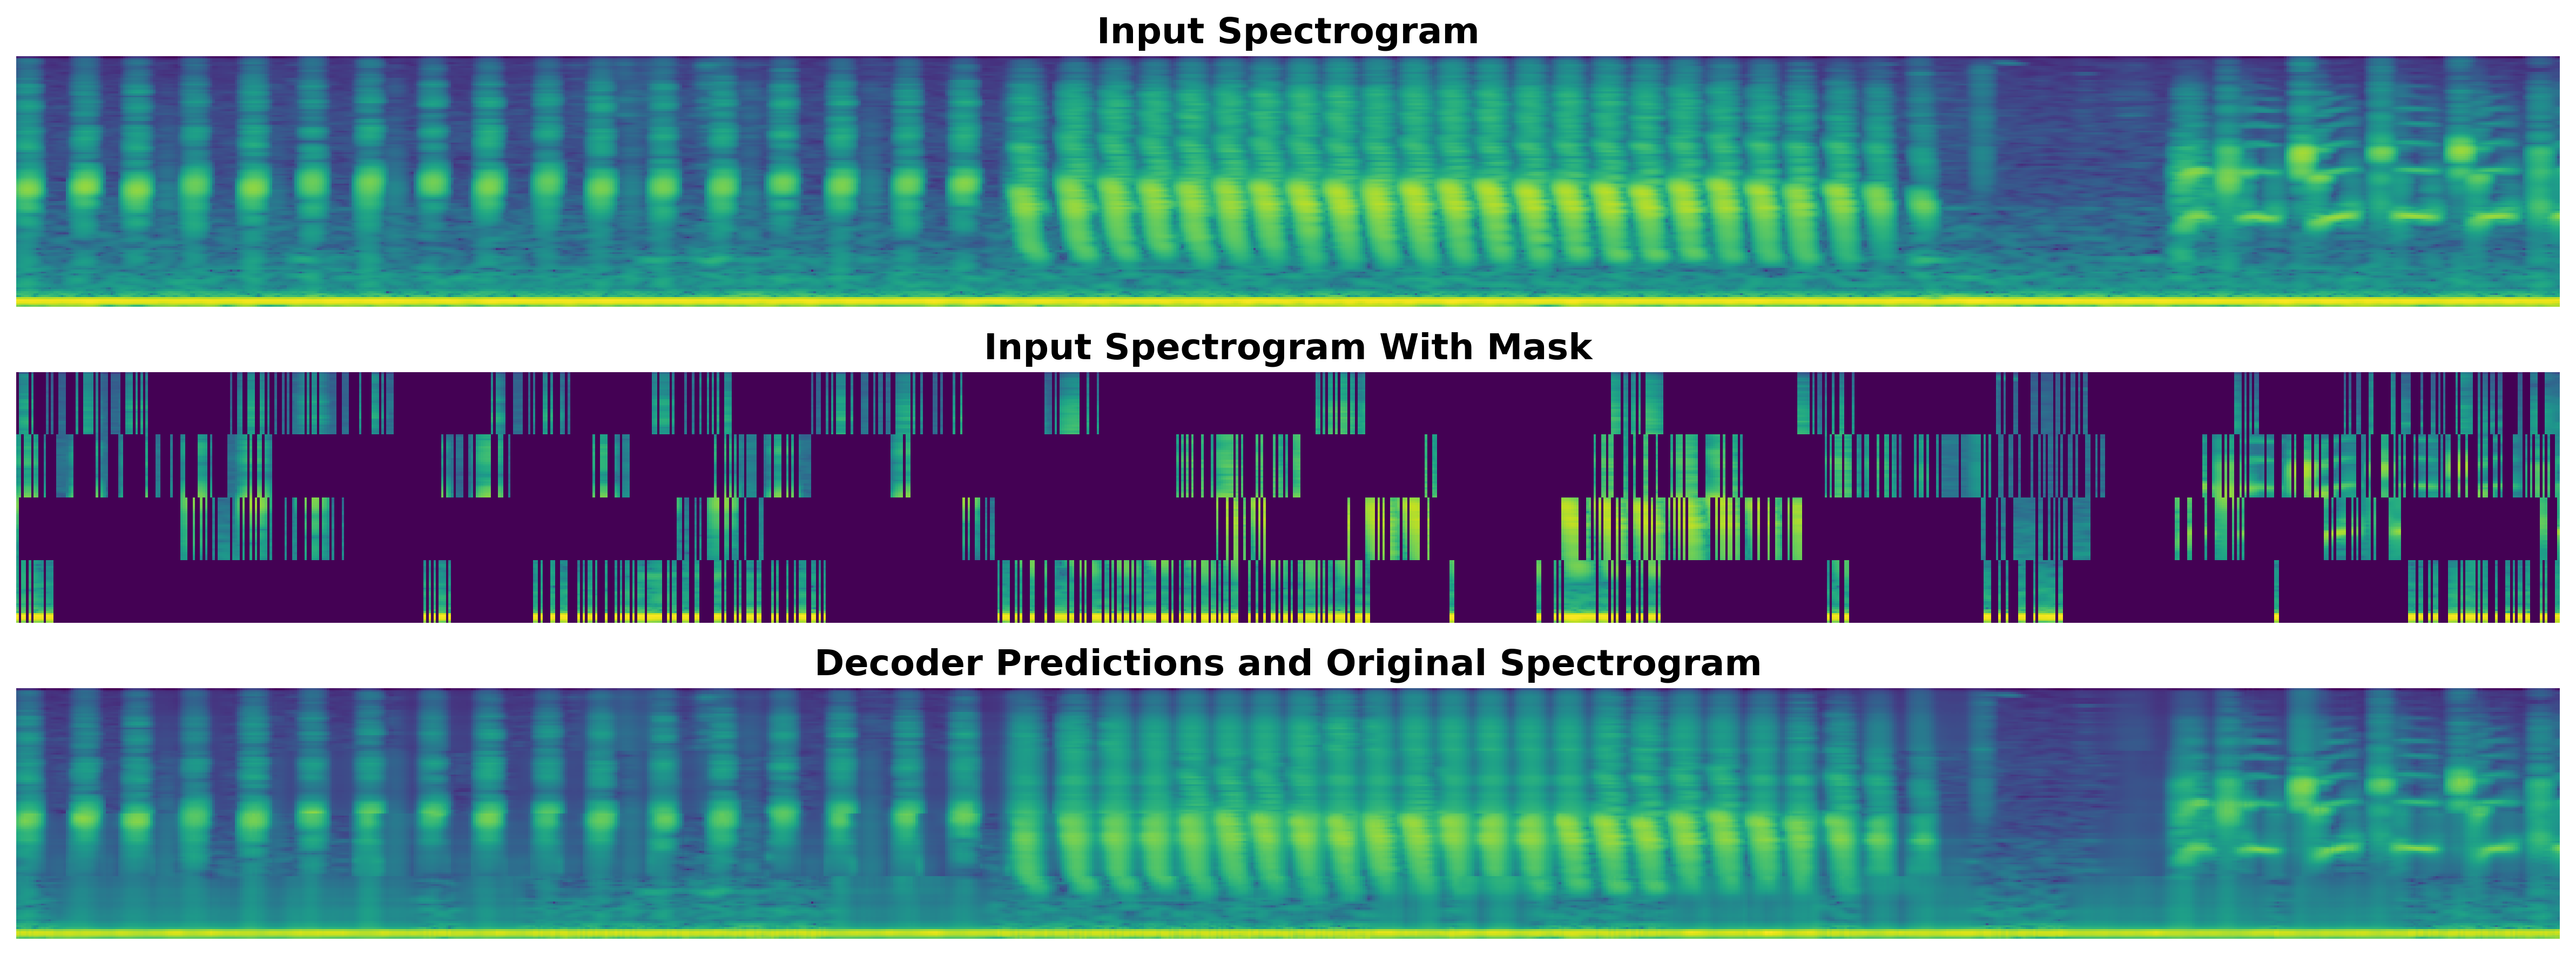 Input Spectrogram
Input Spectrogram With Mask
Decoder Predictions and Original Spectrogram